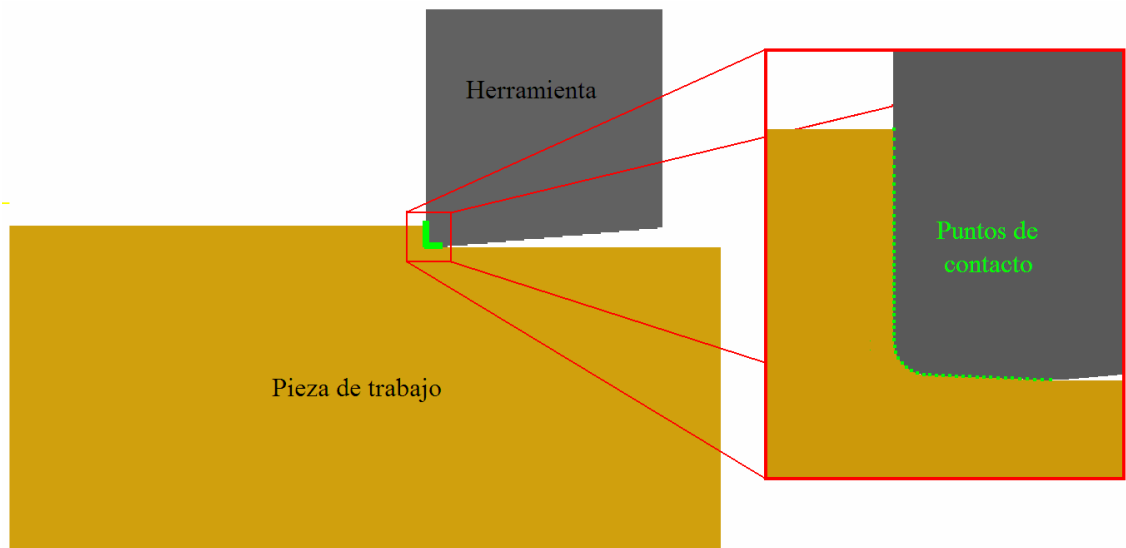 Herramienta
Puntos de
contacto
Pieza de trabajo